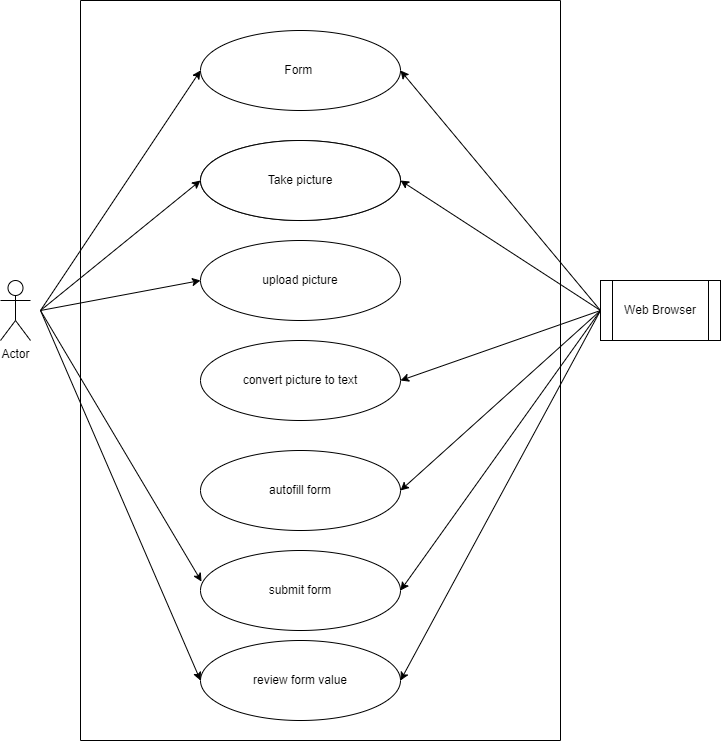 Form
Take picture
upload picture
Web Browser
Actor
convert picture to text
autofill form
submit form
review form value